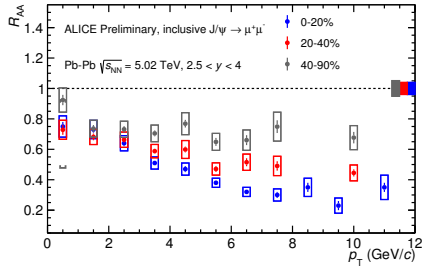 R_AA
ALICE Preliminary, inclusive J/ψ → μ⁺μ⁻
Pb-Pb √s_NN = 5.02 TeV, 2.5 < y < 4
0-20%
20-40%
40-90%
1.4
1.2
1
0.8
0.6
0.4
0.2
0 2 4 6 8 10 12
p_T (GeV/c)